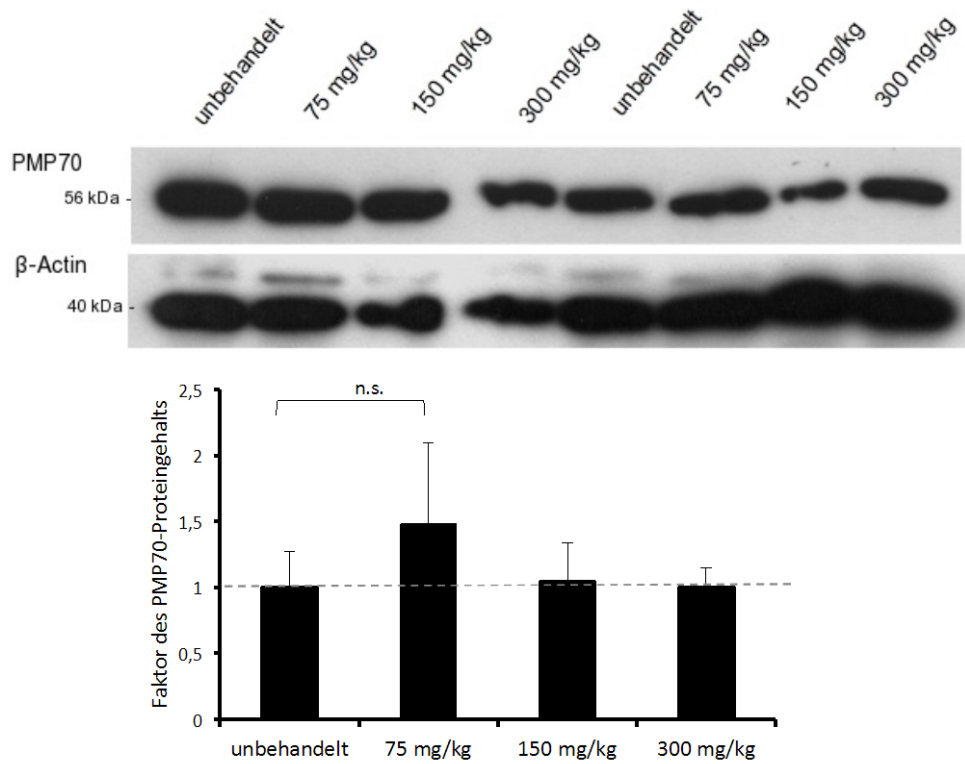 unbehandelt
75 mg/kg
150 mg/kg
300 mg/kg
unbehandelt
75 mg/kg
150 mg/kg
300 mg/kg
PMP70
56 kDa -
β-Actin
40 kDa -
2,5
n.s.
2
1,5
1
0,5
0
Faktor des PMP70-Proteingehalts
unbehandelt 75 mg/kg 150 mg/kg 300 mg/kg